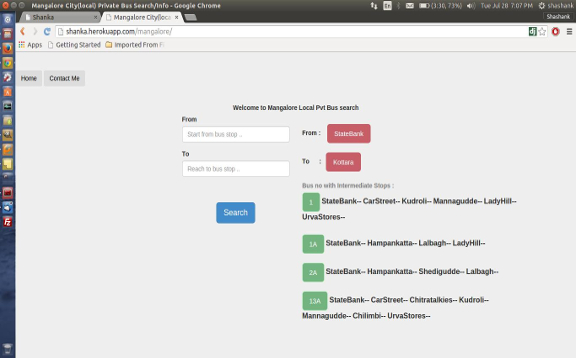 Mangalore City(local) Private Bus Search/Info - Google Chrome
En
(3:30, 73%)
Tue Jul 28 7:07 PM
shashank
Shanka
Mangalore City(local)
Shashank
shanka.herokuapp.com/mangalore/
Apps
Getting Started
Imported From Fi
Home
Contact Me
Welcome to Mangalore Local Pvt Bus search
From
Start from bus stop ..
From :
StateBank
To
Reach to bus stop ..
To :
Kottara
Bus no with Intermediate Stops :
Search
1 StateBank-- CarStreet-- Kudroli-- Mannagudde-- LadyHill--
UrvaStores--
1A StateBank-- Hampankatta-- Lalbagh-- LadyHill--
2A StateBank-- Hampankatta-- Shedigudde-- Lalbagh--
13A StateBank-- CarStreet-- Chitratalkies-- Kudroli--
Mannagudde-- Chilimbi-- UrvaStores--